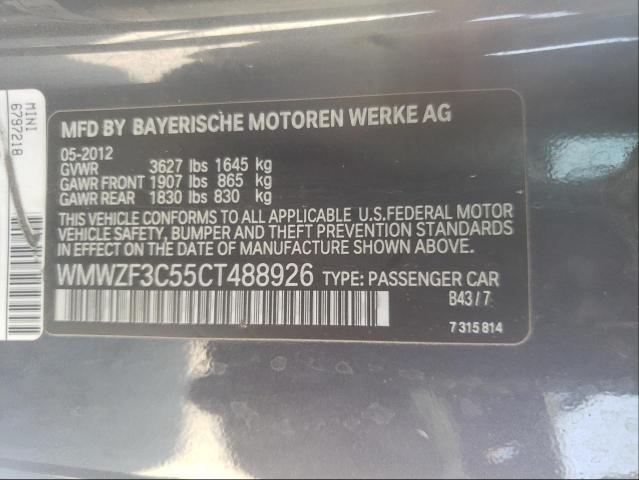 MFD BY BAYERISCHE MOTOREN WERKE AG
05-2012
GVWR 3627 lbs 1645 kg
GAWR FRONT 1907 lbs 865 kg
GAWR REAR 1830 lbs 830 kg
THIS VEHICLE CONFORMS TO ALL APPLICABLE U.S.FEDERAL MOTOR
VEHICLE SAFETY, BUMPER AND THEFT PREVENTION STANDARDS
IN EFFECT ON THE DATE OF MANUFACTURE SHOWN ABOVE.
WMWZF3C55CT488926 TYPE: PASSENGER CAR
B43/7
7 315 814
MINI
6797218